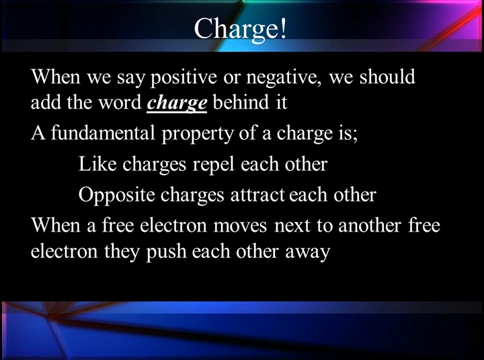 Charge!
When we say positive or negative, we should
add the word charge behind it
A fundamental property of a charge is;
Like charges repel each other
Opposite charges attract each other
When a free electron moves next to another free
electron they push each other away